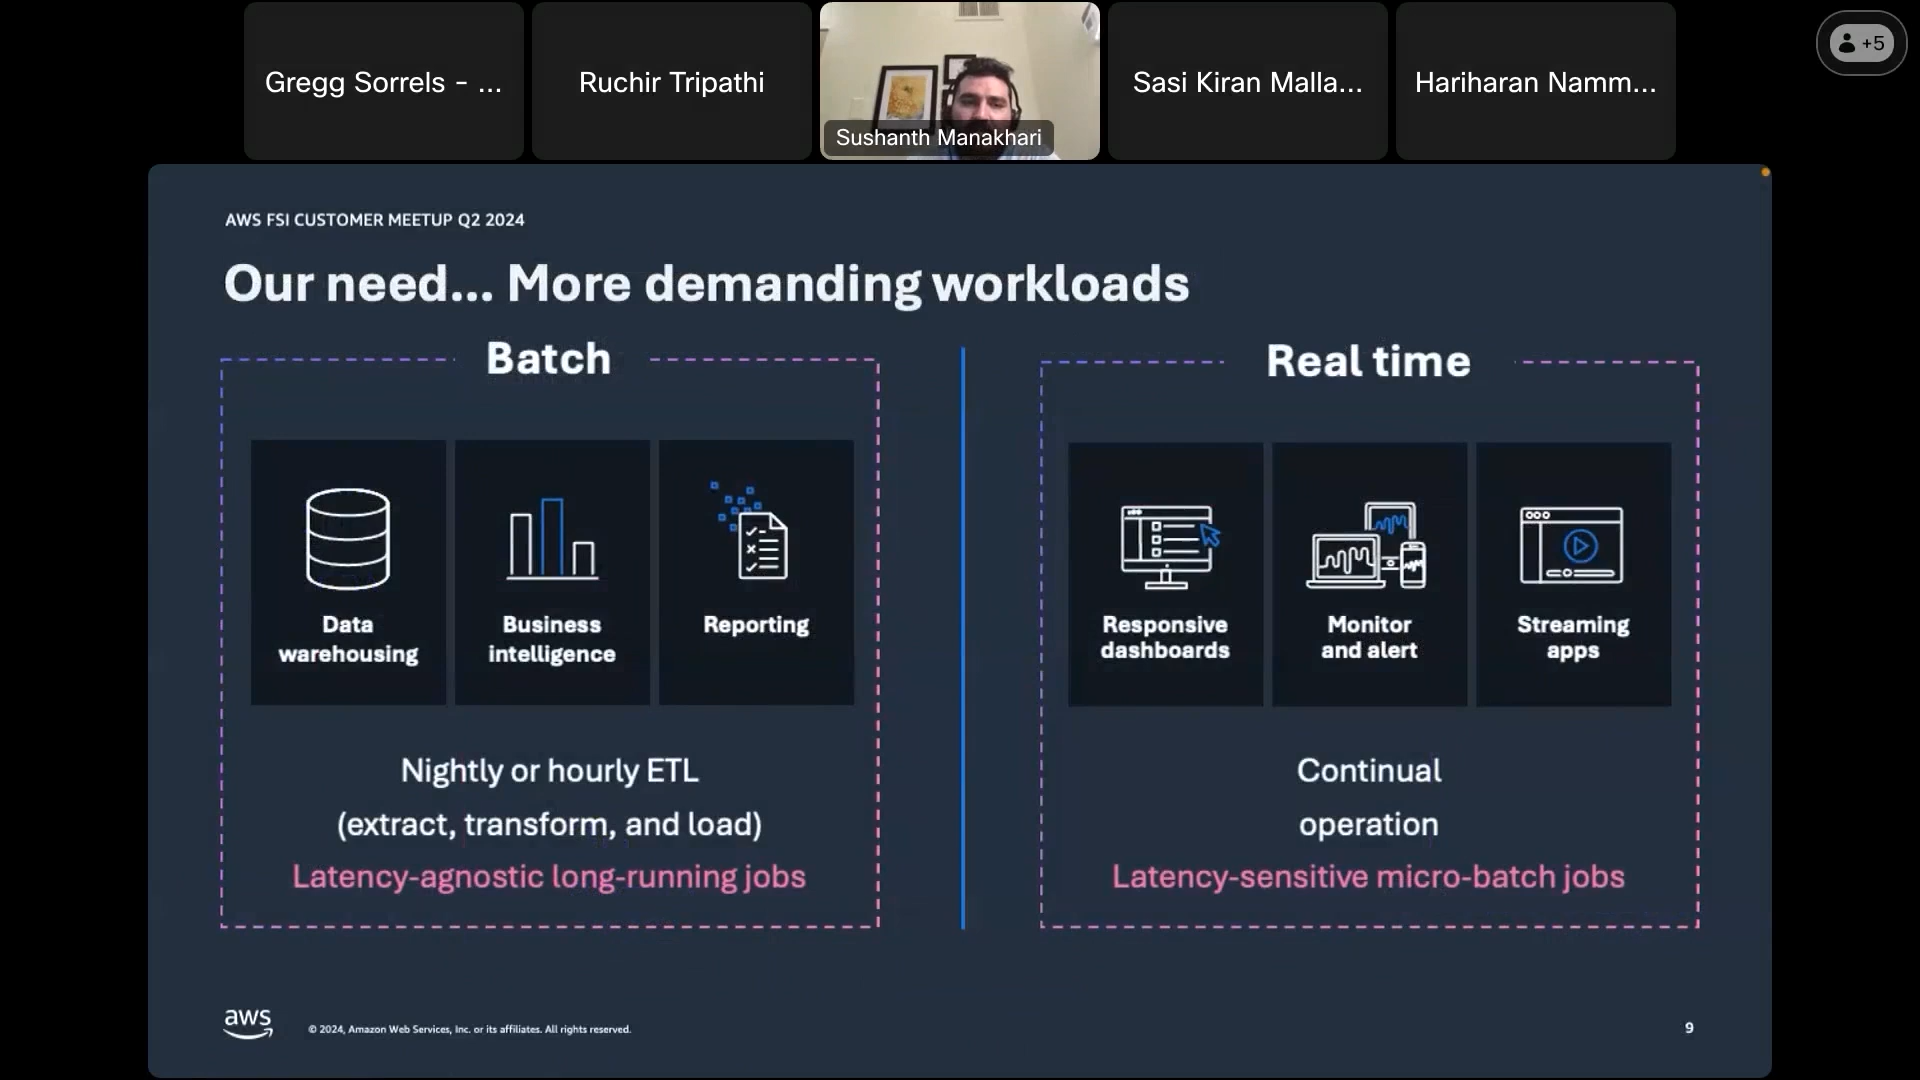 Gregg Sorrels - ...
Ruchir Tripathi
Sushanth Manakhari
Sasi Kiran Malla...
Hariharan Namm...
+5
AWS FSI CUSTOMER MEETUP Q2 2024
Our need... More demanding workloads
Batch
Data
warehousing
Business
intelligence
Reporting
Nightly or hourly ETL
(extract, transform, and load)
Latency-agnostic long-running jobs
Real time
Responsive
dashboards
Monitor
and alert
Streaming
apps
Continual
operation
Latency-sensitive micro-batch jobs
aws
© 2024, Amazon Web Services, Inc. or its affiliates. All rights reserved.
9